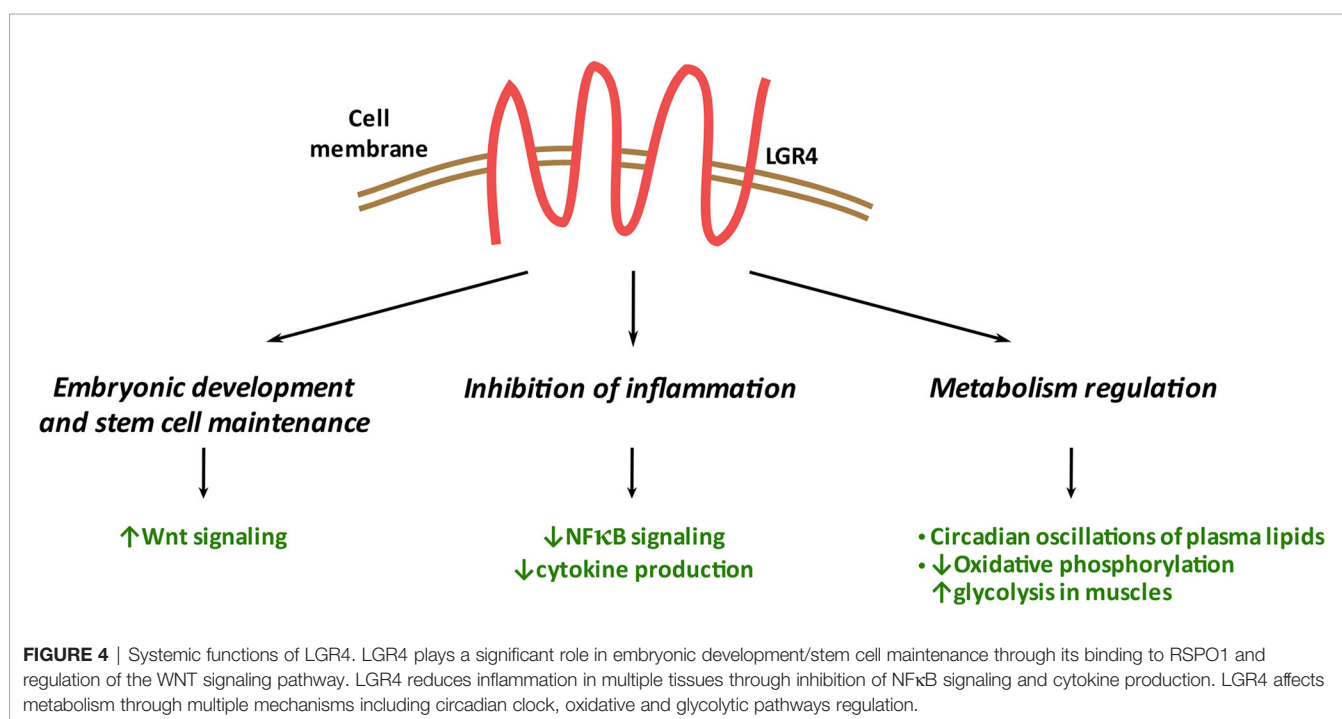 Cell
membrane
LGR4
Embryonic development
and stem cell maintenance
Inhibition of inflammation
Metabolism regulation
↑Wnt signaling
↓NFκB signaling
↓cytokine production
• Circadian oscillations of plasma lipids
• ↓Oxidative phosphorylation
↑glycolysis in muscles
FIGURE 4 | Systemic functions of LGR4. LGR4 plays a significant role in embryonic development/stem cell maintenance through its binding to RSPO1 and
regulation of the WNT signaling pathway. LGR4 reduces inflammation in multiple tissues through inhibition of NFκB signaling and cytokine production. LGR4 affects
metabolism through multiple mechanisms including circadian clock, oxidative and glycolytic pathways regulation.